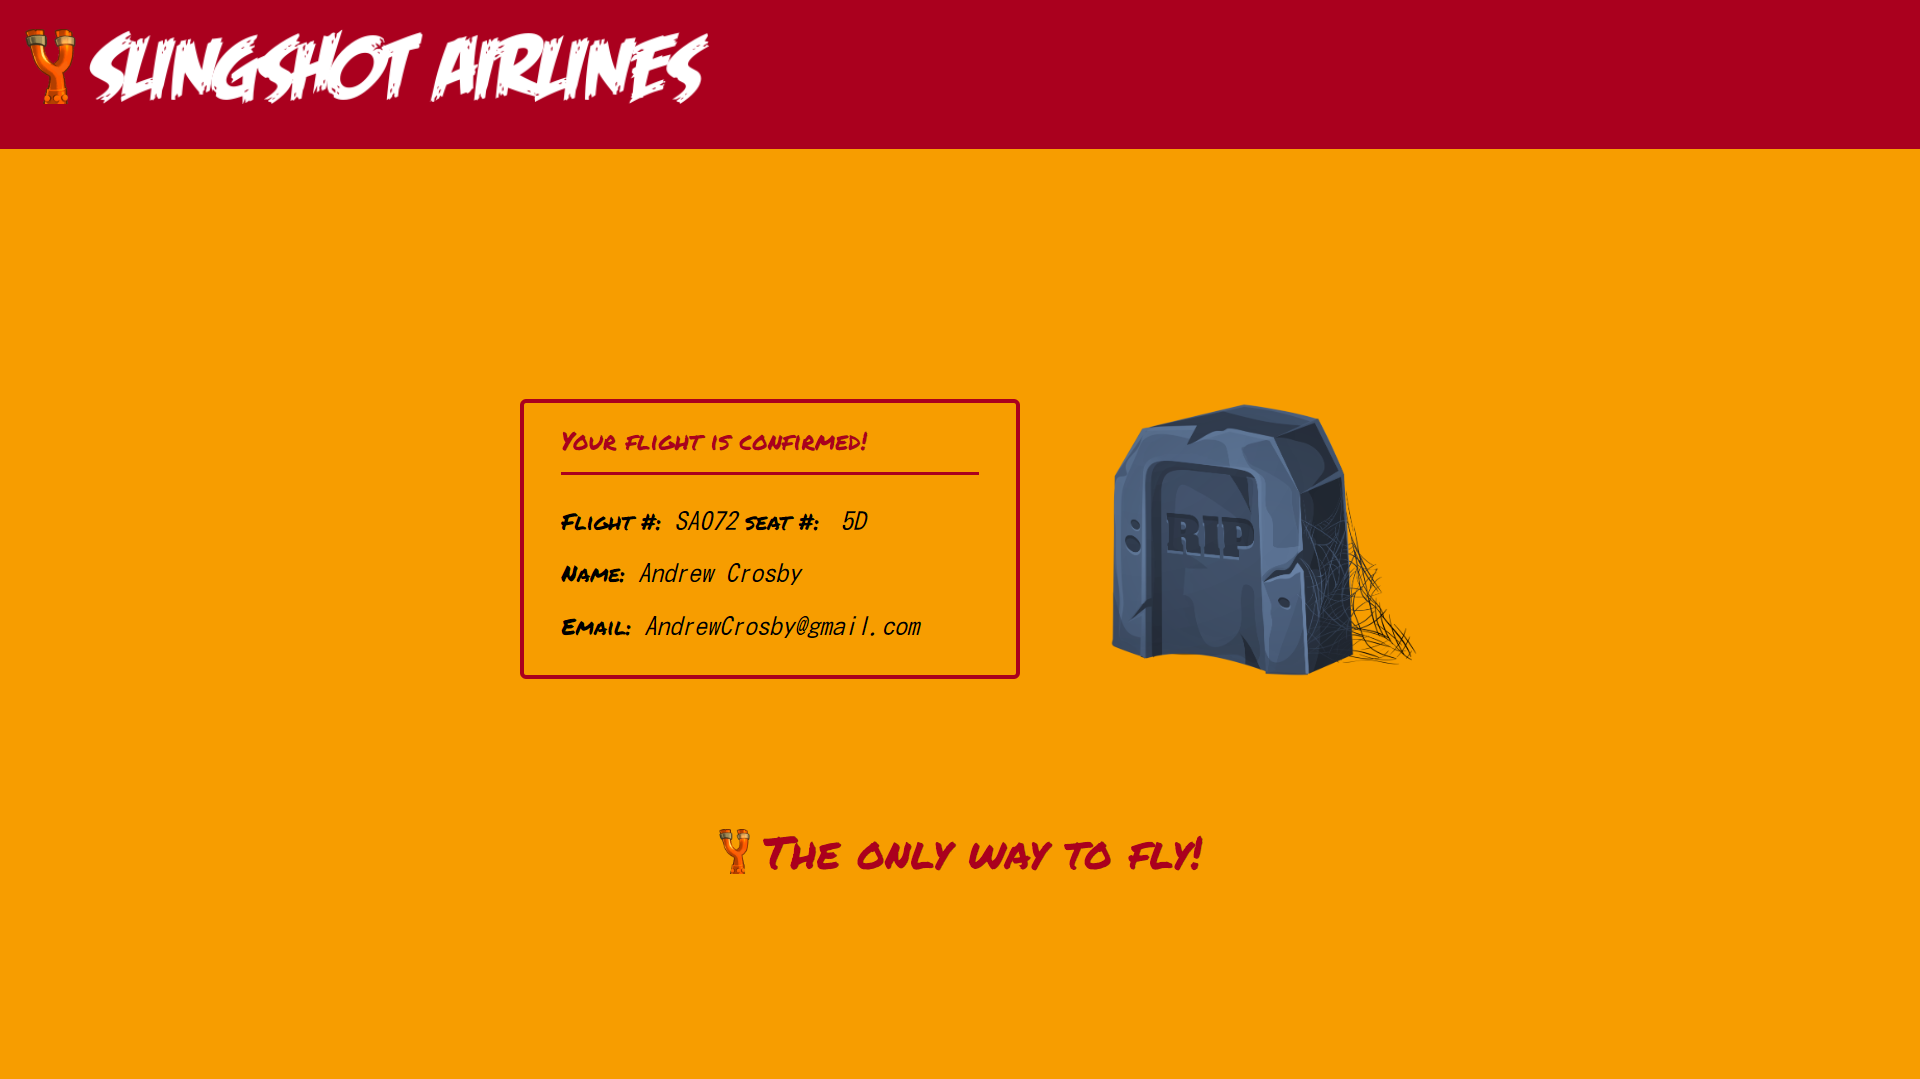 SLINGSHOT AIRLINES
Your flight is confirmed!
Flight #: SA072 seat #: 5D
Name: Andrew Crosby
Email: AndrewCrosby@gmail.com
RIP
The only way to fly!